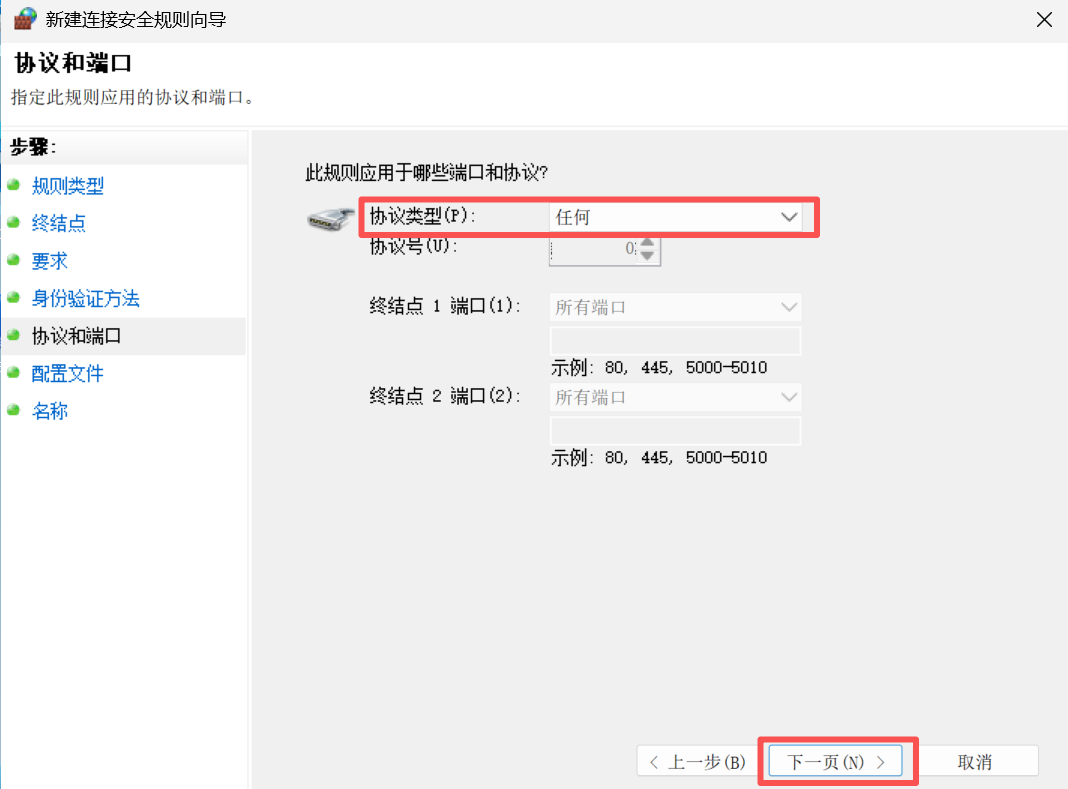 新建连接安全规则向导
协议和端口
指定此规则应用的协议和端口。
步骤:
规则类型
终结点
要求
身份验证方法
协议和端口
配置文件
名称
此规则应用于哪些端口和协议?
协议类型(P): 任何
协议号(U): 0
终结点 1 端口(1): 所有端口
示例: 80, 445, 5000-5010
终结点 2 端口(2): 所有端口
示例: 80, 445, 5000-5010
< 上一步(B) 下一页(N) > 取消